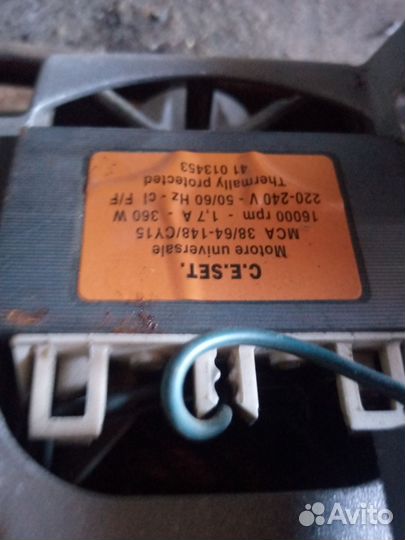 C.E.SET.
Motore universale
MCA 38/64-148/CY15
16000 rpm - 1,7 A - 360 W
220-240V - 50/60 Hz - cl F/F
Thermally protected
41 013453
Avito